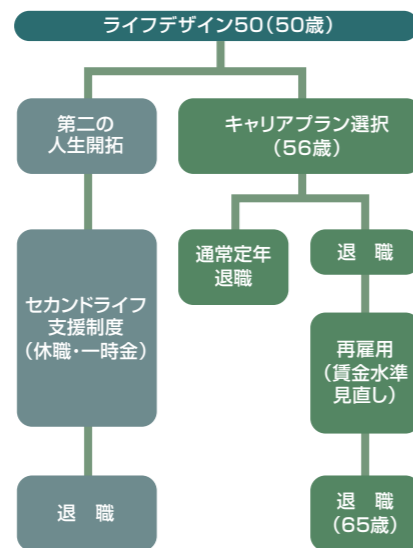 ライフデザイン50(50歳)
第二の
人生開拓
キャリアプラン選択
(56歳)
通常定年
退職
退　職
セカンドライフ
支援制度
(休職・一時金)
再雇用
(賃金水準
見直し)
退　職
退　職
(65歳)